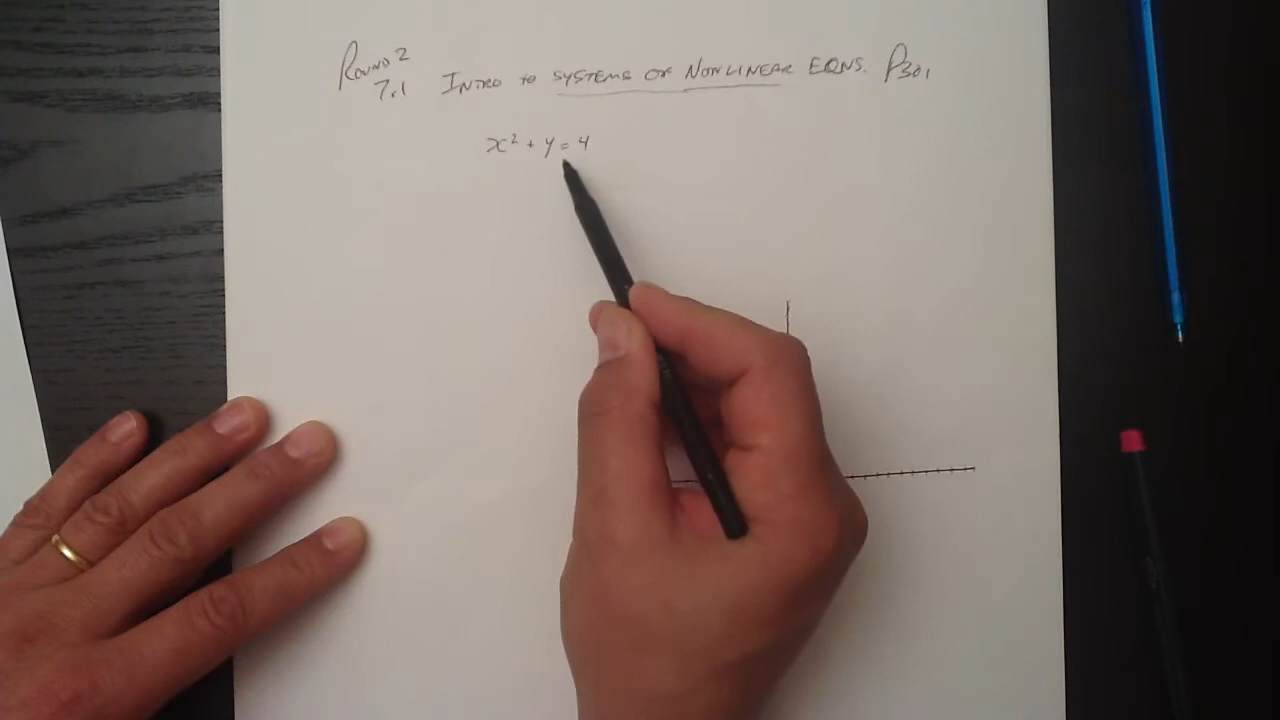 Round 2
7.1 Intro to SYSTEMS OF NONLINEAR EQNS. P301
x² + y = 4